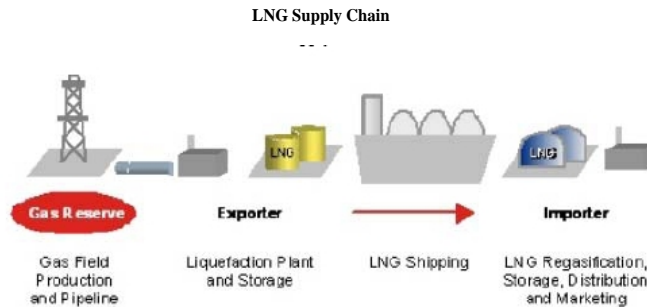 LNG Supply Chain
LNG
LNG
Gas Reserve
Exporter
Importer
Gas Field
Production
and Pipeline
Liquefaction Plant
and Storage
LNG Shipping
LNG Regasification,
Storage, Distribution
and Marketing